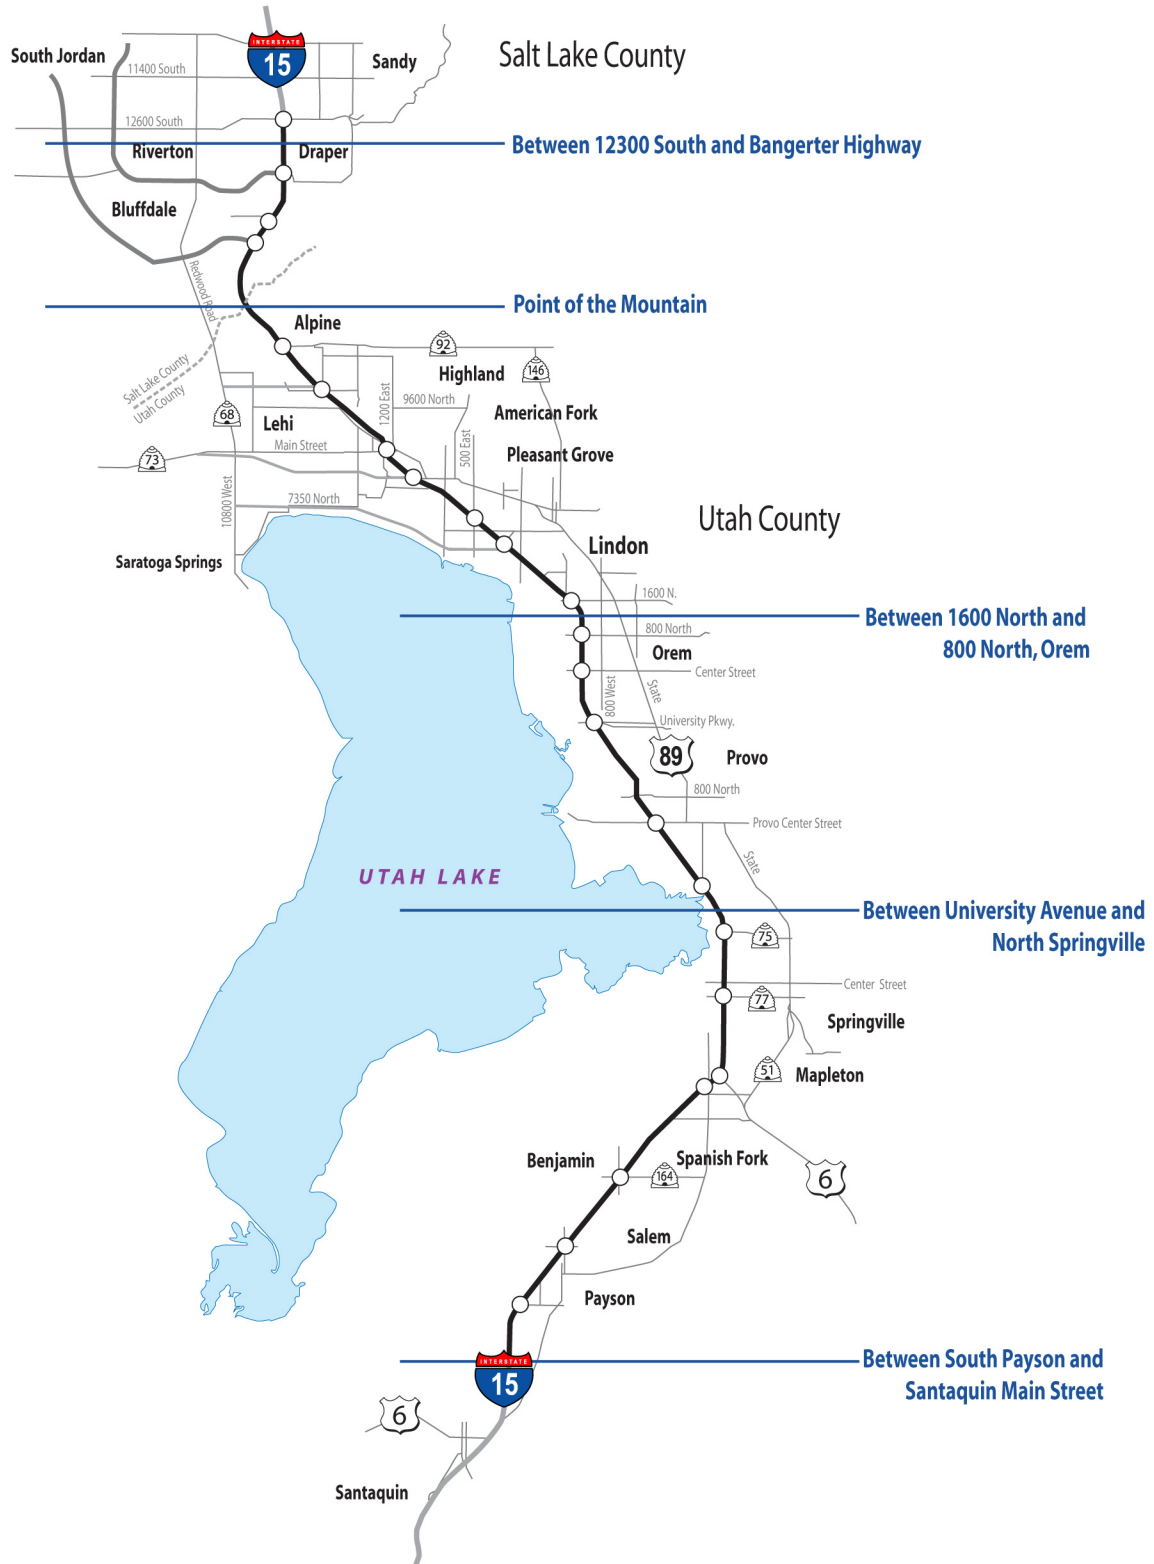 South Jordan
INTERSTATE
15
Sandy
Salt Lake County
11400 South
12600 South
Riverton
Draper
Between 12300 South and Bangerter Highway
Bluffdale
Redwood Road
Point of the Mountain
Alpine
92
Highland
146
Salt Lake County
Utah County
68
Lehi
1200 East
9600 North
American Fork
Main Street
500 East
Pleasant Grove
73
10800 West
7350 North
Utah County
Saratoga Springs
Lindon
1600 N.
Between 1600 North and
800 North, Orem
800 North
Orem
Center Street
800 West
State
University Pkwy.
89
Provo
800 North
Provo Center Street
State
UTAH LAKE
Between University Avenue and
North Springville
75
Center Street
77
Springville
51
Mapleton
Benjamin
Spanish Fork
164
6
Salem
Payson
INTERSTATE
15
Between South Payson and
Santaquin Main Street
6
Santaquin